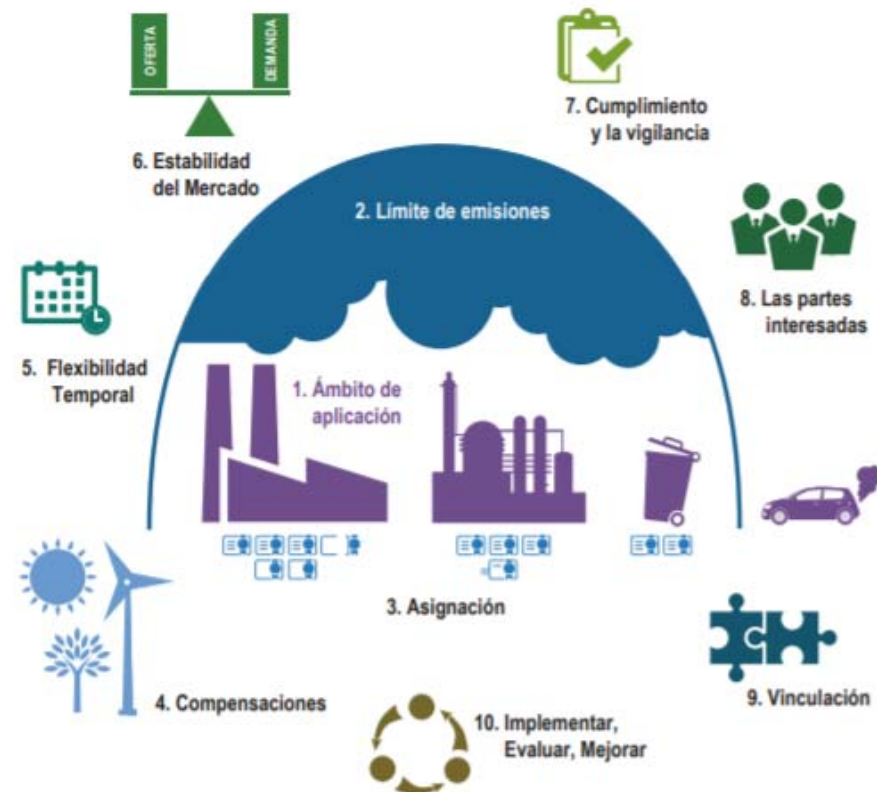 OFERTA
DEMANDA
6. Estabilidad
del Mercado
7. Cumplimiento
y la vigilancia
2. Límite de emisiones
8. Las partes
interesadas
5. Flexibilidad
Temporal
1. Ámbito de
aplicación
3. Asignación
4. Compensaciones
9. Vinculación
10. Implementar,
Evaluar, Mejorar